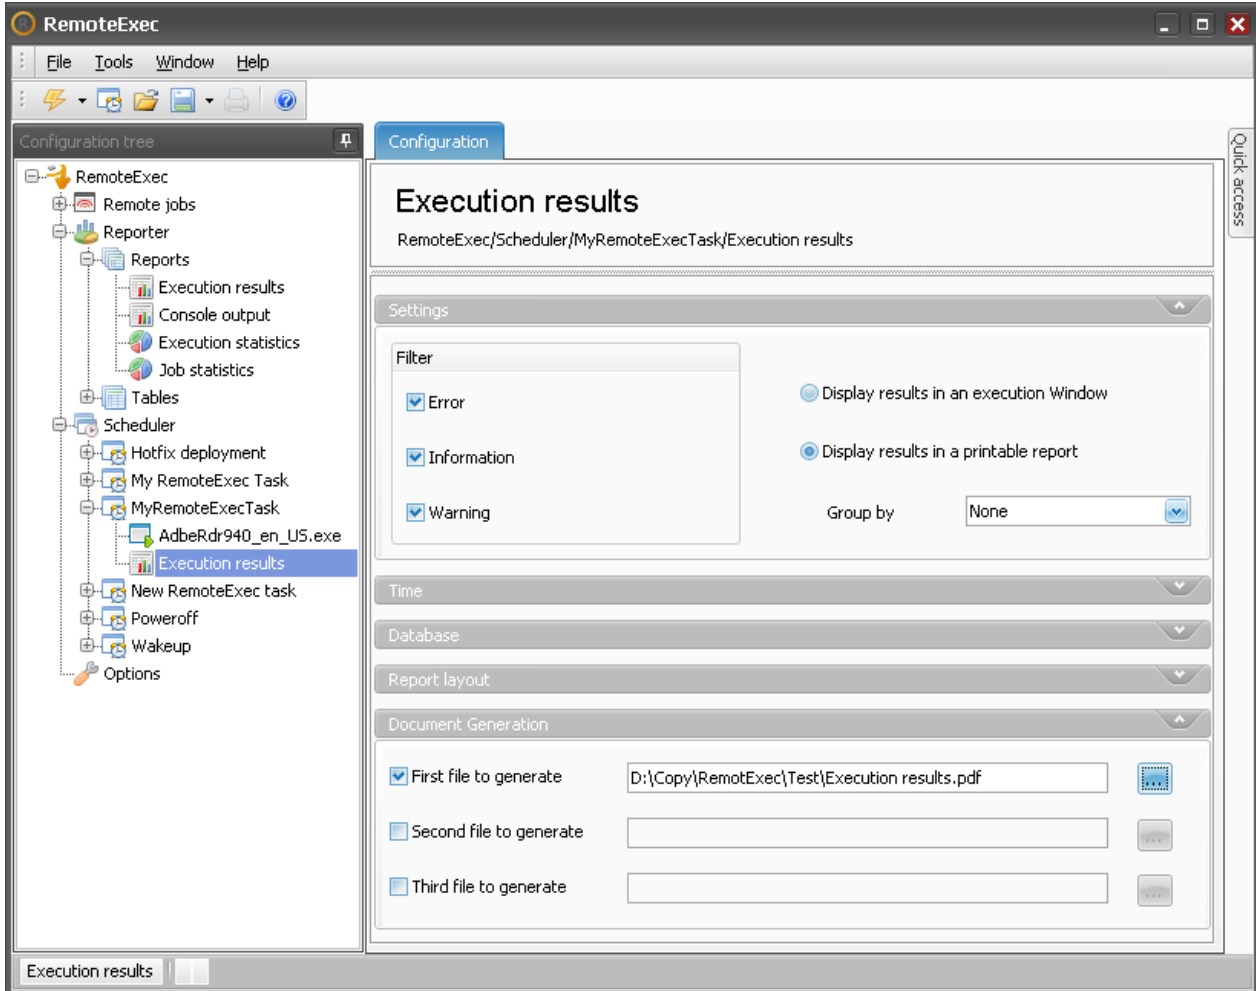 RemoteExec
File Tools Window Help
Configuration tree
RemoteExec
Remote jobs
Reporter
Reports
Execution results
Console output
Execution statistics
Job statistics
Tables
Scheduler
Hotfix deployment
My RemoteExec Task
MyRemoteExecTask
AdbeRdr940_en_US.exe
Execution results
New RemoteExec task
Poweroff
Wakeup
Options
Configuration
Execution results
RemoteExec/Scheduler/MyRemoteExecTask/Execution results
Settings
Filter
Error
Information
Warning
Display results in an execution Window
Display results in a printable report
Group by None
Time
Database
Report layout
Document Generation
First file to generate D:\Copy\RemotExec\Test\Execution results.pdf ...
Second file to generate ...
Third file to generate ...
Quick access
Execution results